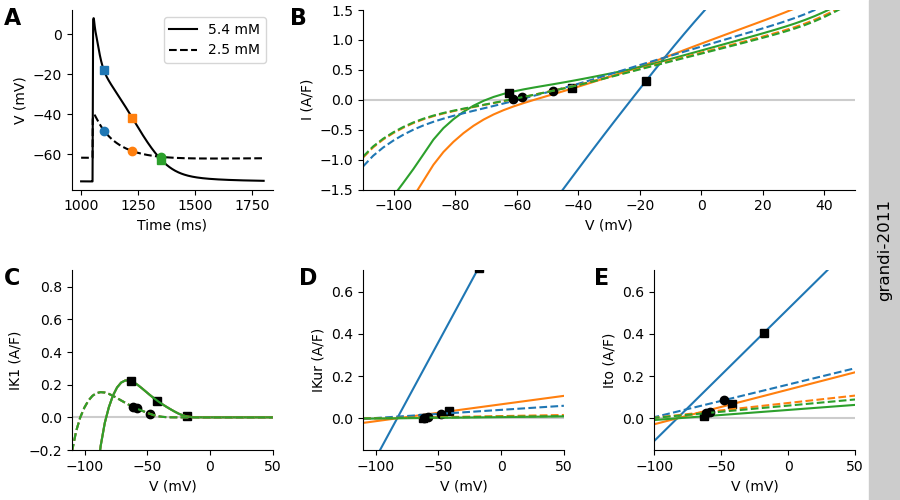 A
V (mV)
0
−20
−40
−60
5.4 mM
2.5 mM
1000 1250 1500 1750
Time (ms)
B
I (A/F)
1.5
1.0
0.5
0.0
−0.5
−1.0
−1.5
−100 −80 −60 −40 −20 0 20 40
V (mV)
grandi-2011
C
IK1 (A/F)
0.8
0.6
0.4
0.2
0.0
−0.2
−100 −50 0 50
V (mV)
D
IKur (A/F)
0.6
0.4
0.2
0.0
−100 −50 0 50
V (mV)
E
Ito (A/F)
0.6
0.4
0.2
0.0
−100 −50 0 50
V (mV)